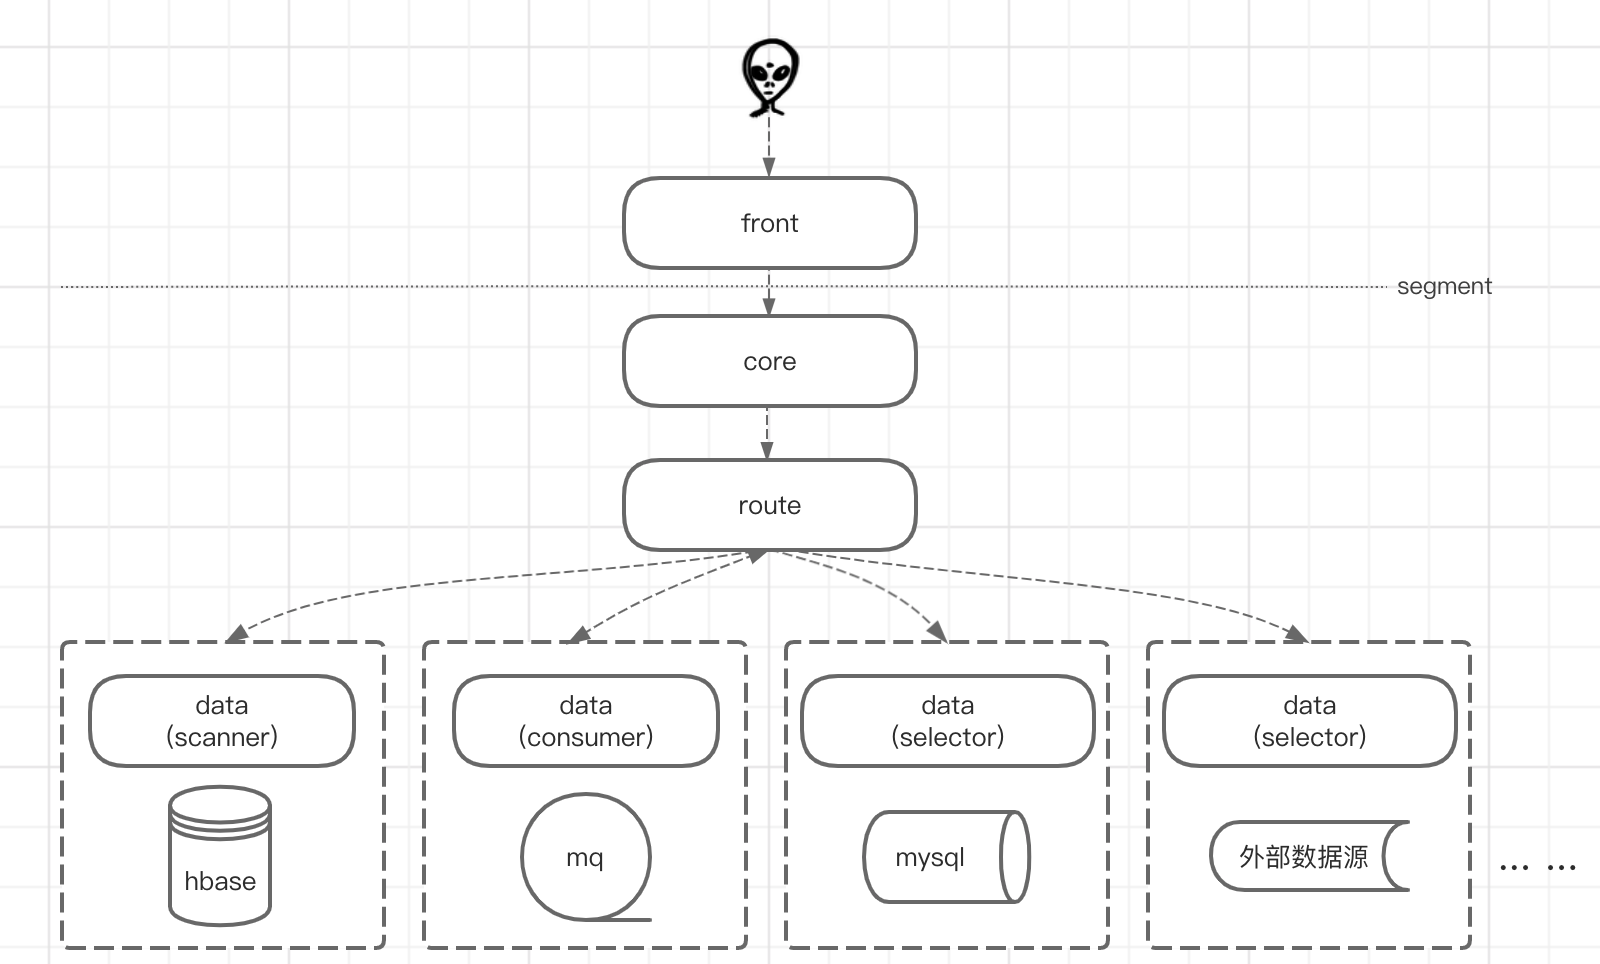 front
segment
core
route
data
(scanner)
data
(consumer)
data
(selector)
data
(selector)
hbase
mq
mysql
外部数据源
... ...